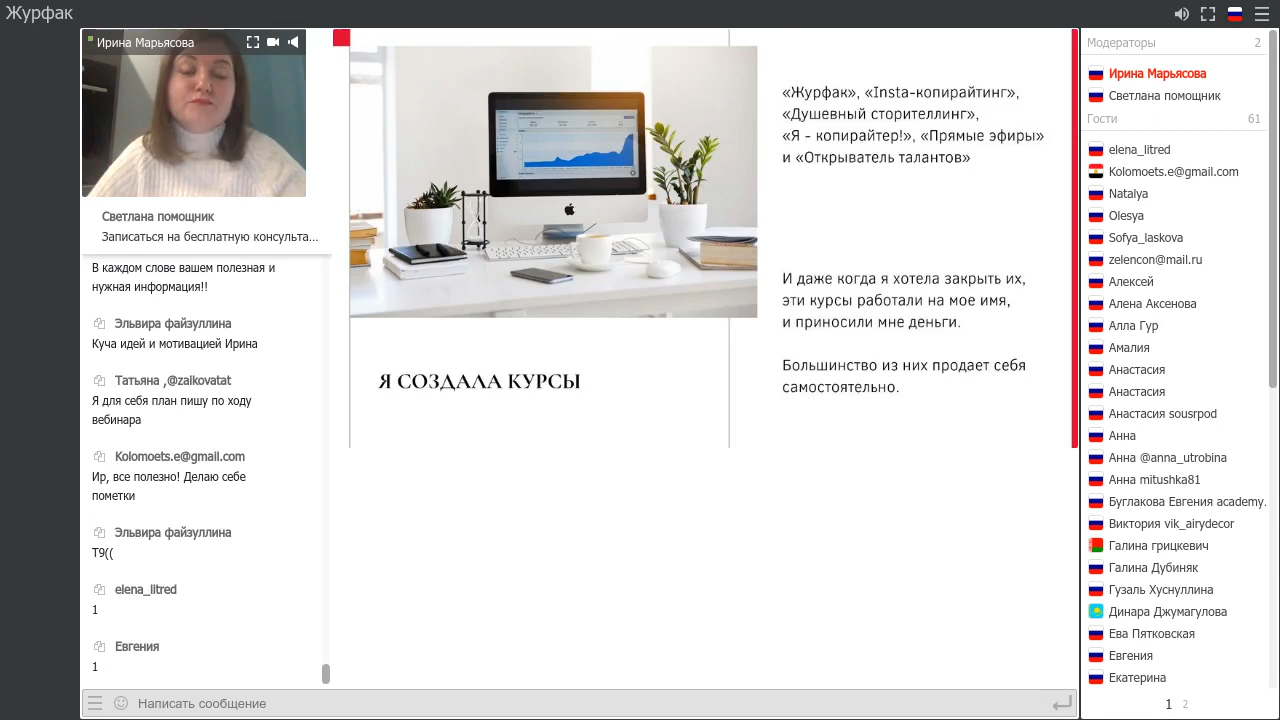 Журфак
Ирина Марьясова
Светлана помощник
Записаться на бесплатную консульта...
В каждом слове вашем полезная и
нужная информация!!
Эльвира файзуллина
Куча идей и мотивацией Ирина
Татьяна ,@zaikovatat
Я для себя план пишу по ходу
вебинара
Kolomoets.e@gmail.com
Ир, все полезно! Делаю себе
пометки
Эльвира файзуллина
Т9((
elena_litred
1
Евгения
1
Написать сообщение
«Журфак», «Insta-копирайтинг»,
«Душевный сторителлинг»,
«Я - копирайтер!», «Прямые эфиры»
и «Открыватель талантов»
И даже когда я хотела закрыть их,
эти курсы работали на мое имя,
и приносили мне деньги.
Большинство из них продает себя
самостоятельно.
Я СОЗДАЛА КУРСЫ
Модераторы 2
Ирина Марьясова
Светлана помощник
Гости 61
elena_litred
Kolomoets.e@gmail.com
Natalya
Olesya
Sofya_laskova
zelencon@mail.ru
Алексей
Алена Аксенова
Алла Гур
Амалия
Анастасия
Анастасия
Анастасия sousrpod
Анна
Анна @anna_utrobina
Анна mitushka81
Буглакова Евгения academy.
Виктория vik_airydecor
Галина грицкевич
Галина Дубиняк
Гузаль Хуснуллина
Динара Джумагулова
Ева Пятковская
Евгения
Екатерина
1 2